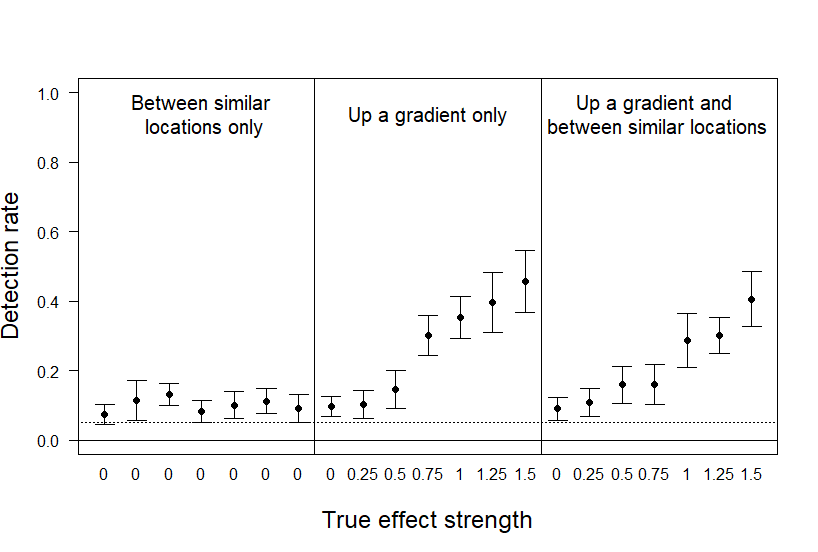 Between similar
locations only
Up a gradient only
Up a gradient and
between similar locations
Detection rate
1.0
0.8
0.6
0.4
0.2
0.0
0 0 0 0 0 0 0 0 0.25 0.5 0.75 1 1.25 1.5 0 0.25 0.5 0.75 1 1.25 1.5
True effect strength